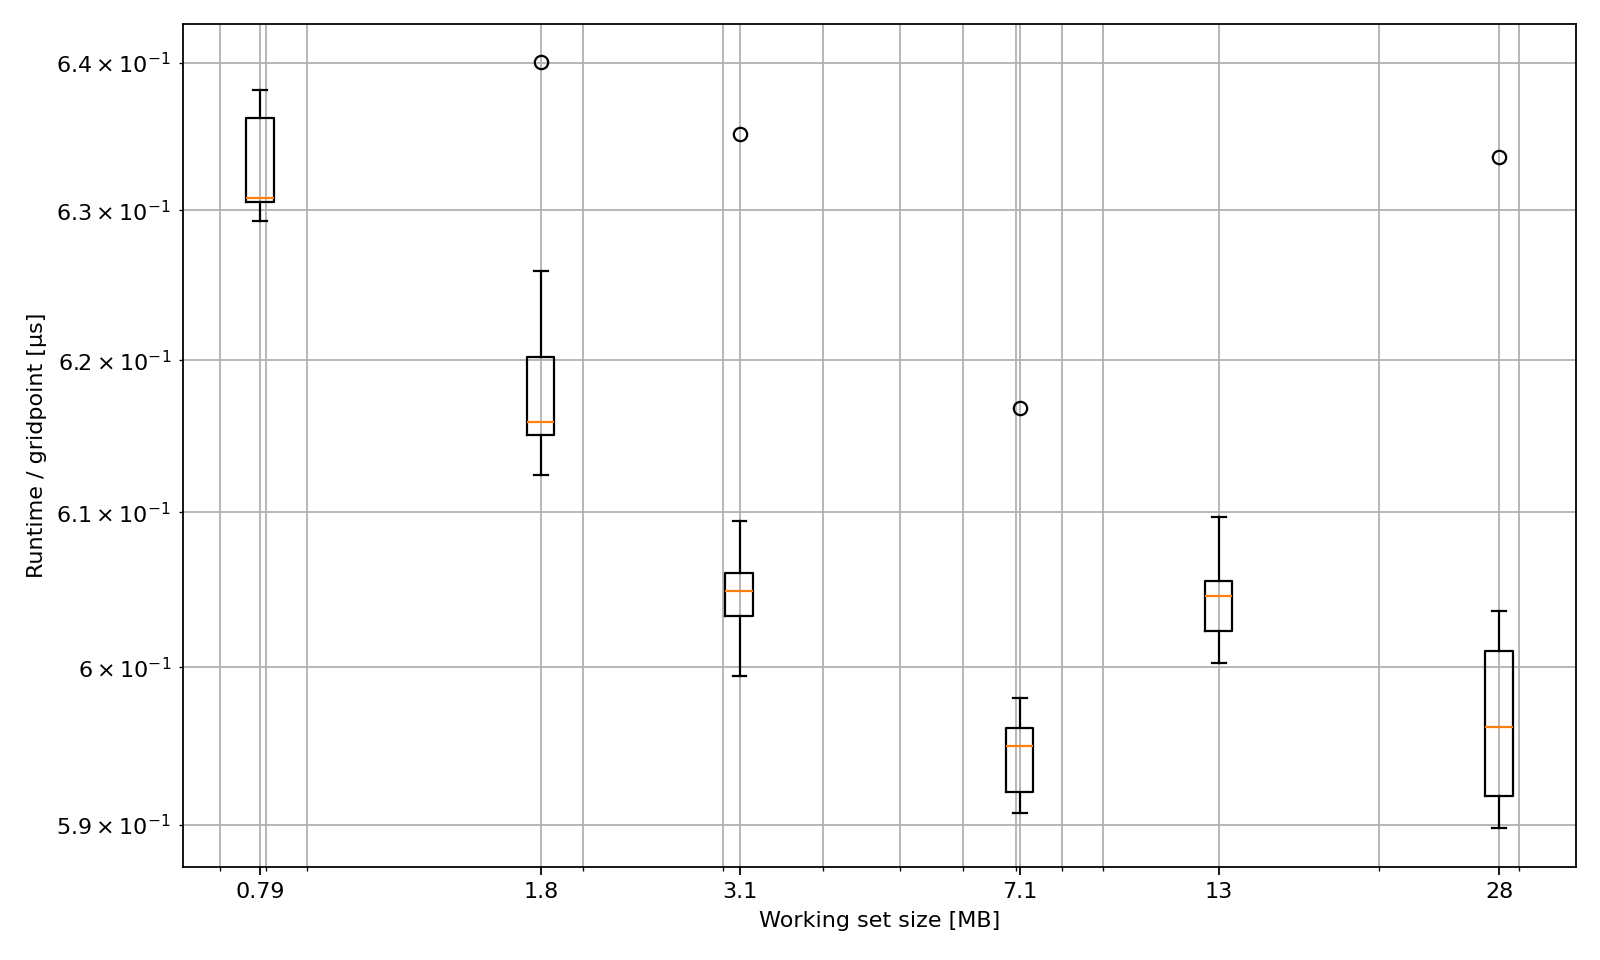 Runtime / gridpoint [µs]
6.4 × 10⁻¹
6.3 × 10⁻¹
6.2 × 10⁻¹
6.1 × 10⁻¹
6 × 10⁻¹
5.9 × 10⁻¹
0.79 1.8 3.1 7.1 13 28
Working set size [MB]